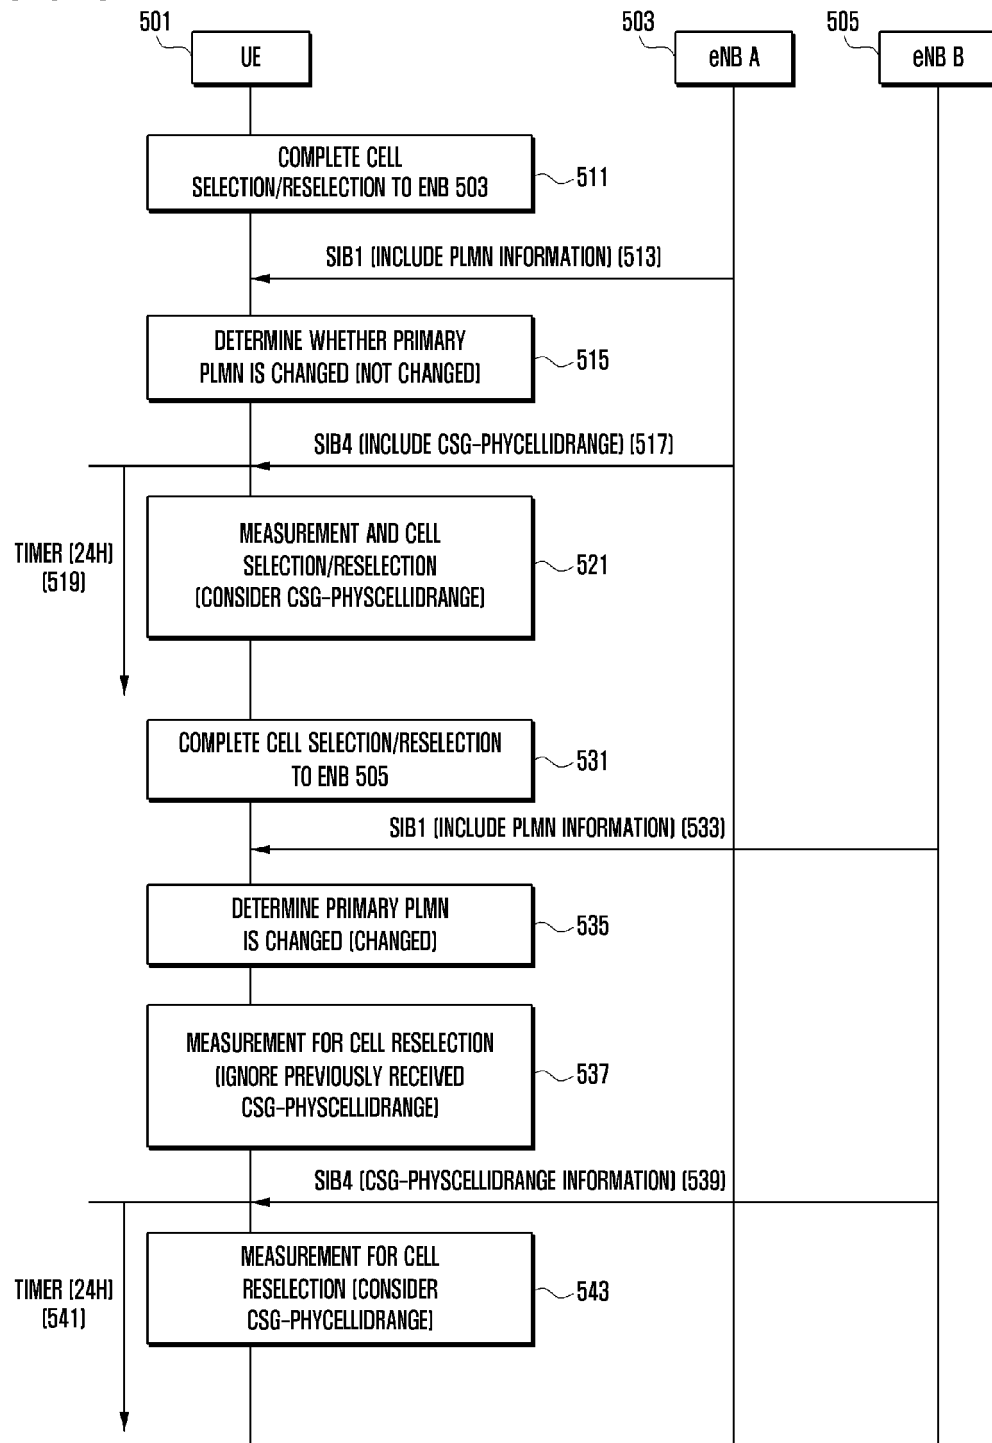 501
503
505
UE
eNB A
eNB B
COMPLETE CELL
SELECTION/RESELECTION TO ENB 503
511
SIB1 (INCLUDE PLMN INFORMATION) (513)
DETERMINE WHETHER PRIMARY
PLMN IS CHANGED (NOT CHANGED)
515
SIB4 (INCLUDE CSG-PHYCELLIDRANGE) (517)
TIMER (24H)
(519)
MEASUREMENT AND CELL
SELECTION/RESELECTION
(CONSIDER CSG-PHYSCELLIDRANGE)
521
COMPLETE CELL SELECTION/RESELECTION
TO ENB 505
531
SIB1 (INCLUDE PLMN INFORMATION) (533)
DETERMINE PRIMARY PLMN
IS CHANGED (CHANGED)
535
MEASUREMENT FOR CELL RESELECTION
(IGNORE PREVIOUSLY RECEIVED
CSG-PHYSCELLIDRANGE)
537
SIB4 (CSG-PHYSCELLIDRANGE INFORMATION) (539)
TIMER (24H)
(541)
MEASUREMENT FOR CELL
RESELECTION (CONSIDER
CSG-PHYCELLIDRANGE)
543